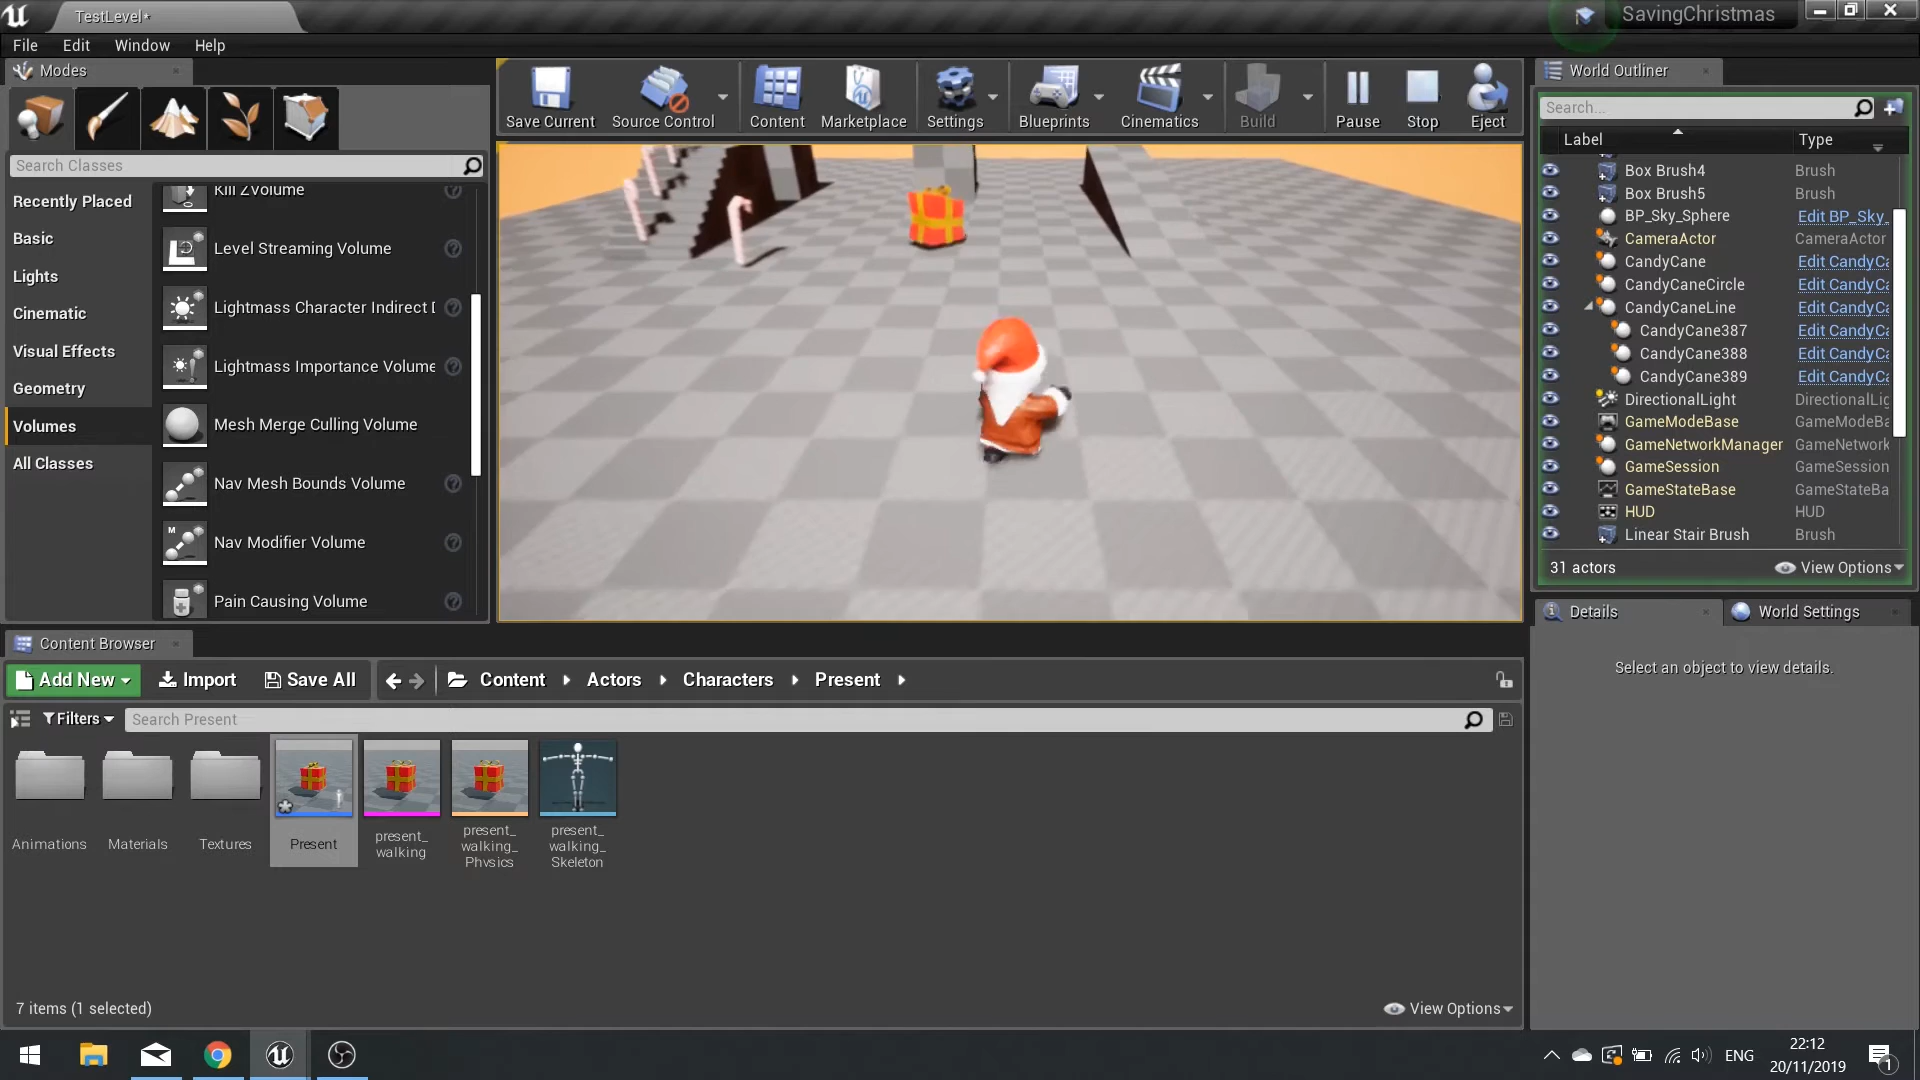 TestLevel*
SavingChristmas
File Edit Window Help
Modes
Search Classes
Recently Placed
Basic
Lights
Cinematic
Visual Effects
Geometry
Volumes
All Classes
Kill ZVolume
Level Streaming Volume
Lightmass Character Indirect D
Lightmass Importance Volume
Mesh Merge Culling Volume
Nav Mesh Bounds Volume
M
Nav Modifier Volume
Pain Causing Volume
Save Current Source Control Content Marketplace Settings Blueprints Cinematics Build Pause Stop Eject
World Outliner
Search...
Label Type
Box Brush4 Brush
Box Brush5 Brush
BP_Sky_Sphere Edit BP_Sky_
CameraActor CameraActor
CandyCane Edit CandyCa
CandyCaneCircle Edit CandyCa
CandyCaneLine Edit CandyCa
CandyCane387 Edit CandyCa
CandyCane388 Edit CandyCa
CandyCane389 Edit CandyCa
DirectionalLight DirectionalLig
GameModeBase GameModeBa
GameNetworkManager GameNetwork
GameSession GameSession
GameStateBase GameStateBa
HUD HUD
Linear Stair Brush Brush
31 actors View Options
Details World Settings
Select an object to view details.
Content Browser
Add New Import Save All Content Actors Characters Present
Filters Search Present
Animations
Materials
Textures
Present
present_
walking
present_
walking_
Physics
present_
walking_
Skeleton
7 items (1 selected) View Options
ENG
22:12
20/11/2019
1